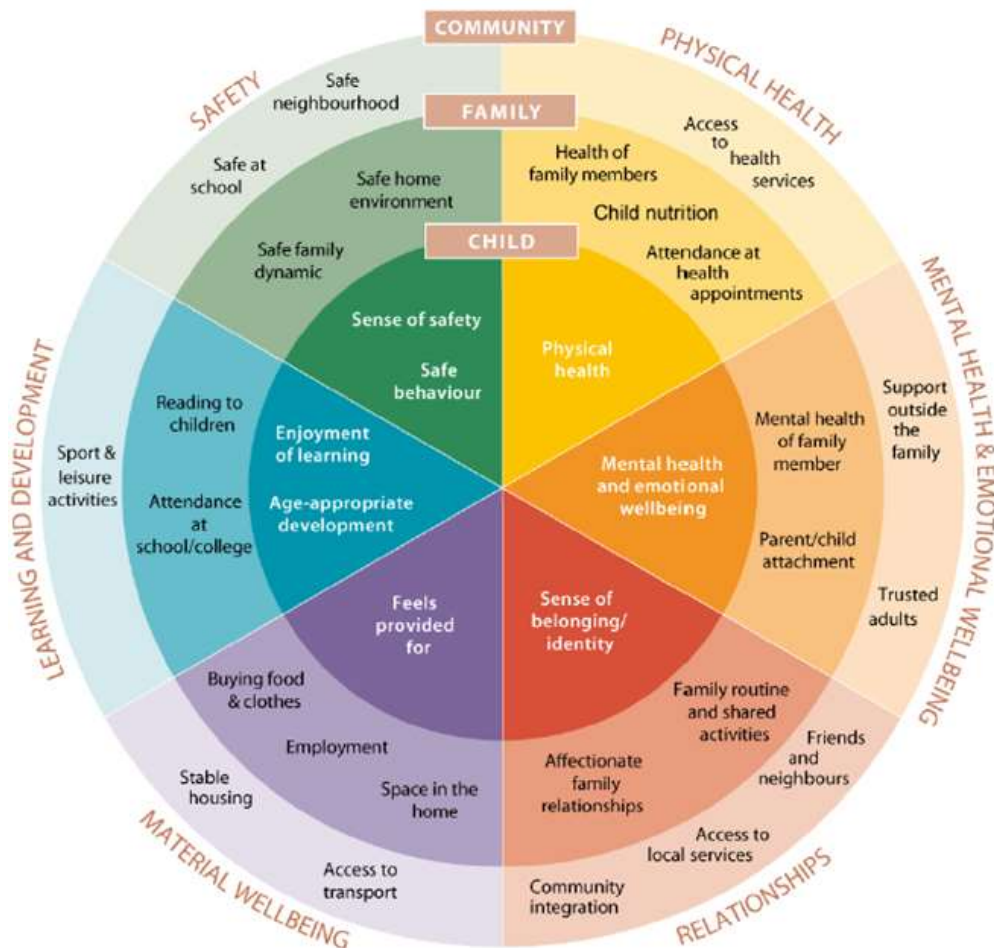 COMMUNITY
FAMILY
CHILD
SAFETY
Safe
neighbourhood
Safe at
school
Safe home
environment
Safe family
dynamic
Sense of safety
Safe
behaviour
PHYSICAL HEALTH
Access
to
health
services
Health of
family members
Child nutrition
Attendance at
health
appointments
Physical
health
MENTAL HEALTH & EMOTIONAL WELLBEING
Support
outside
the
family
Trusted
adults
Mental health
of family
member
Parent/child
attachment
Mental health
and emotional
wellbeing
RELATIONSHIPS
Friends
and
neighbours
Access to
local services
Community
integration
Family routine
and shared
activities
Affectionate
family
relationships
Sense of
belonging/
identity
MATERIAL WELLBEING
Stable
housing
Access to
transport
Buying food
& clothes
Employment
Space in the
home
Feels
provided
for
LEARNING AND DEVELOPMENT
Sport &
leisure
activities
Reading to
children
Attendance
at
school/college
Enjoyment
of learning
Age-appropriate
development